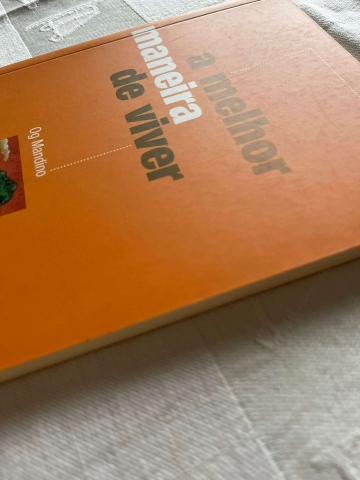 a melhor
maneira
de viver
Og Mandino